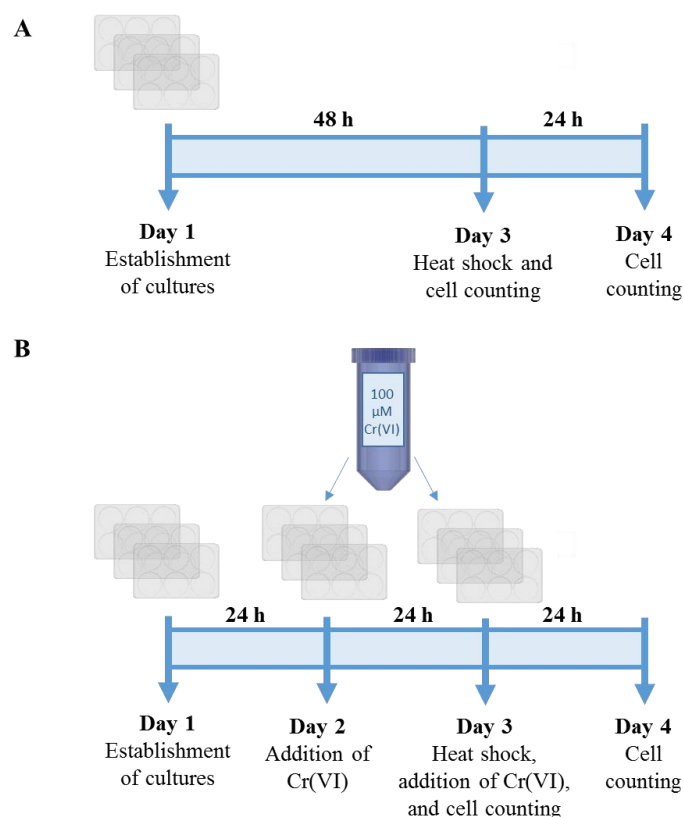 A
48 h
24 h
Day 1
Establishment
of cultures
Day 3
Heat shock and
cell counting
Day 4
Cell
counting
B
100
µM
Cr(VI)
24 h
24 h
24 h
Day 1
Establishment
of cultures
Day 2
Addition of
Cr(VI)
Day 3
Heat shock,
addition of Cr(VI),
and cell counting
Day 4
Cell
counting